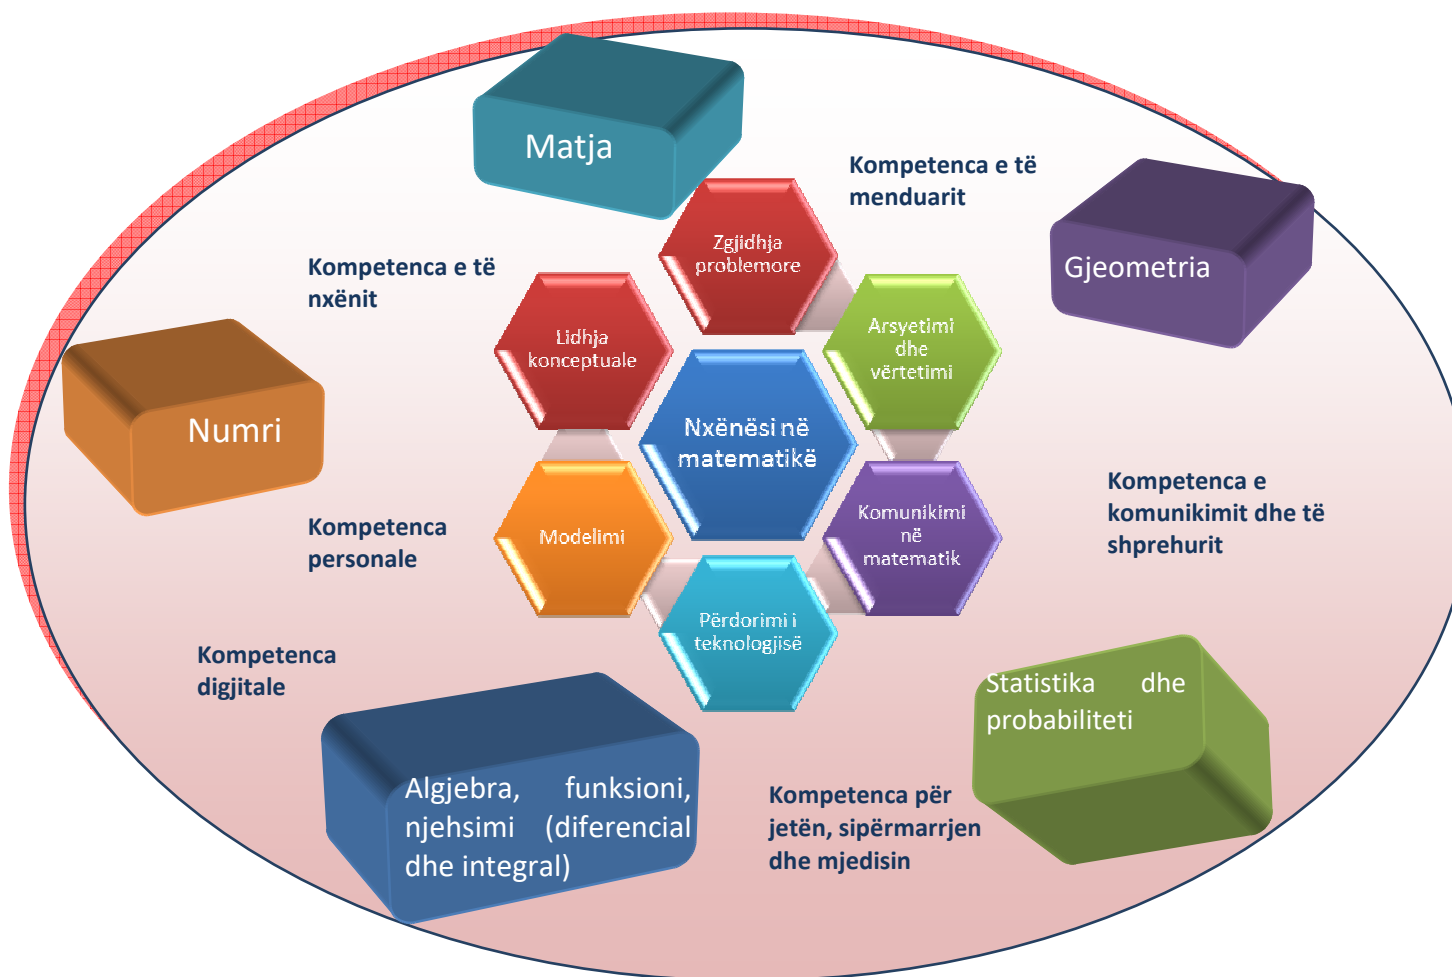 Matja
Kompetenca e të
menduarit
Gjeometria
Zgjidhja
problemore
Kompetenca e të
nxënit
Lidhja
konceptuale
Arsyetimi
dhe
vërtetimi
Numri
Nxënësi në
matematikë
Kompetenca
personale
Modelimi
Komunikimi
në
matematik
Kompetenca e
komunikimit dhe të
shprehurit
Përdorimi i
teknologjisë
Kompetenca
digjitale
Statistika dhe
probabiliteti
Algjebra, funksioni,
njehsimi (diferencial
dhe integral)
Kompetenca për
jetën, sipërmarrjen
dhe mjedisin